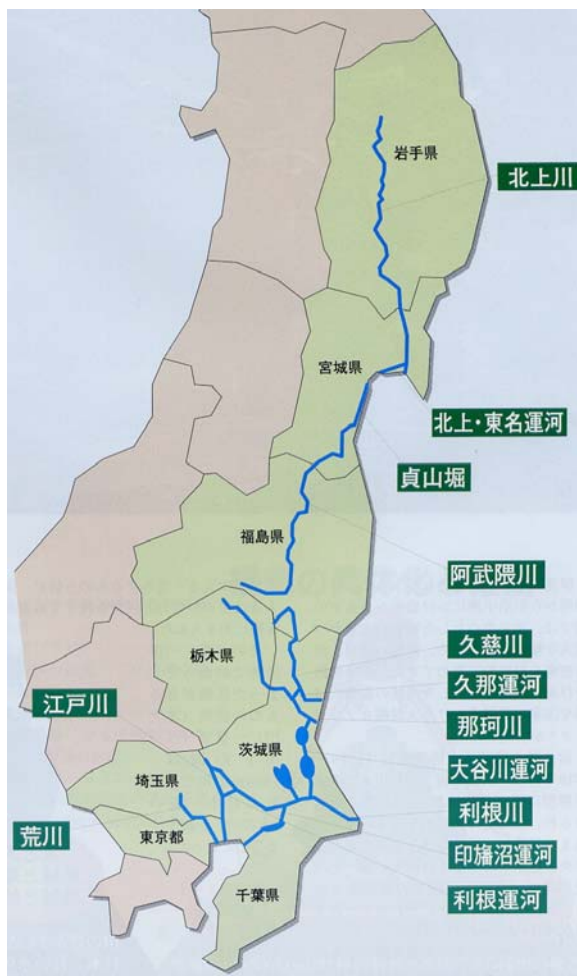 岩手県
北上川
宮城県
北上・東名運河
貞山堀
福島県
阿武隈川
栃木県
久慈川
久那運河
江戸川
那珂川
茨城県
大谷川運河
埼玉県
利根川
荒川
東京都
印旛沼運河
千葉県
利根運河